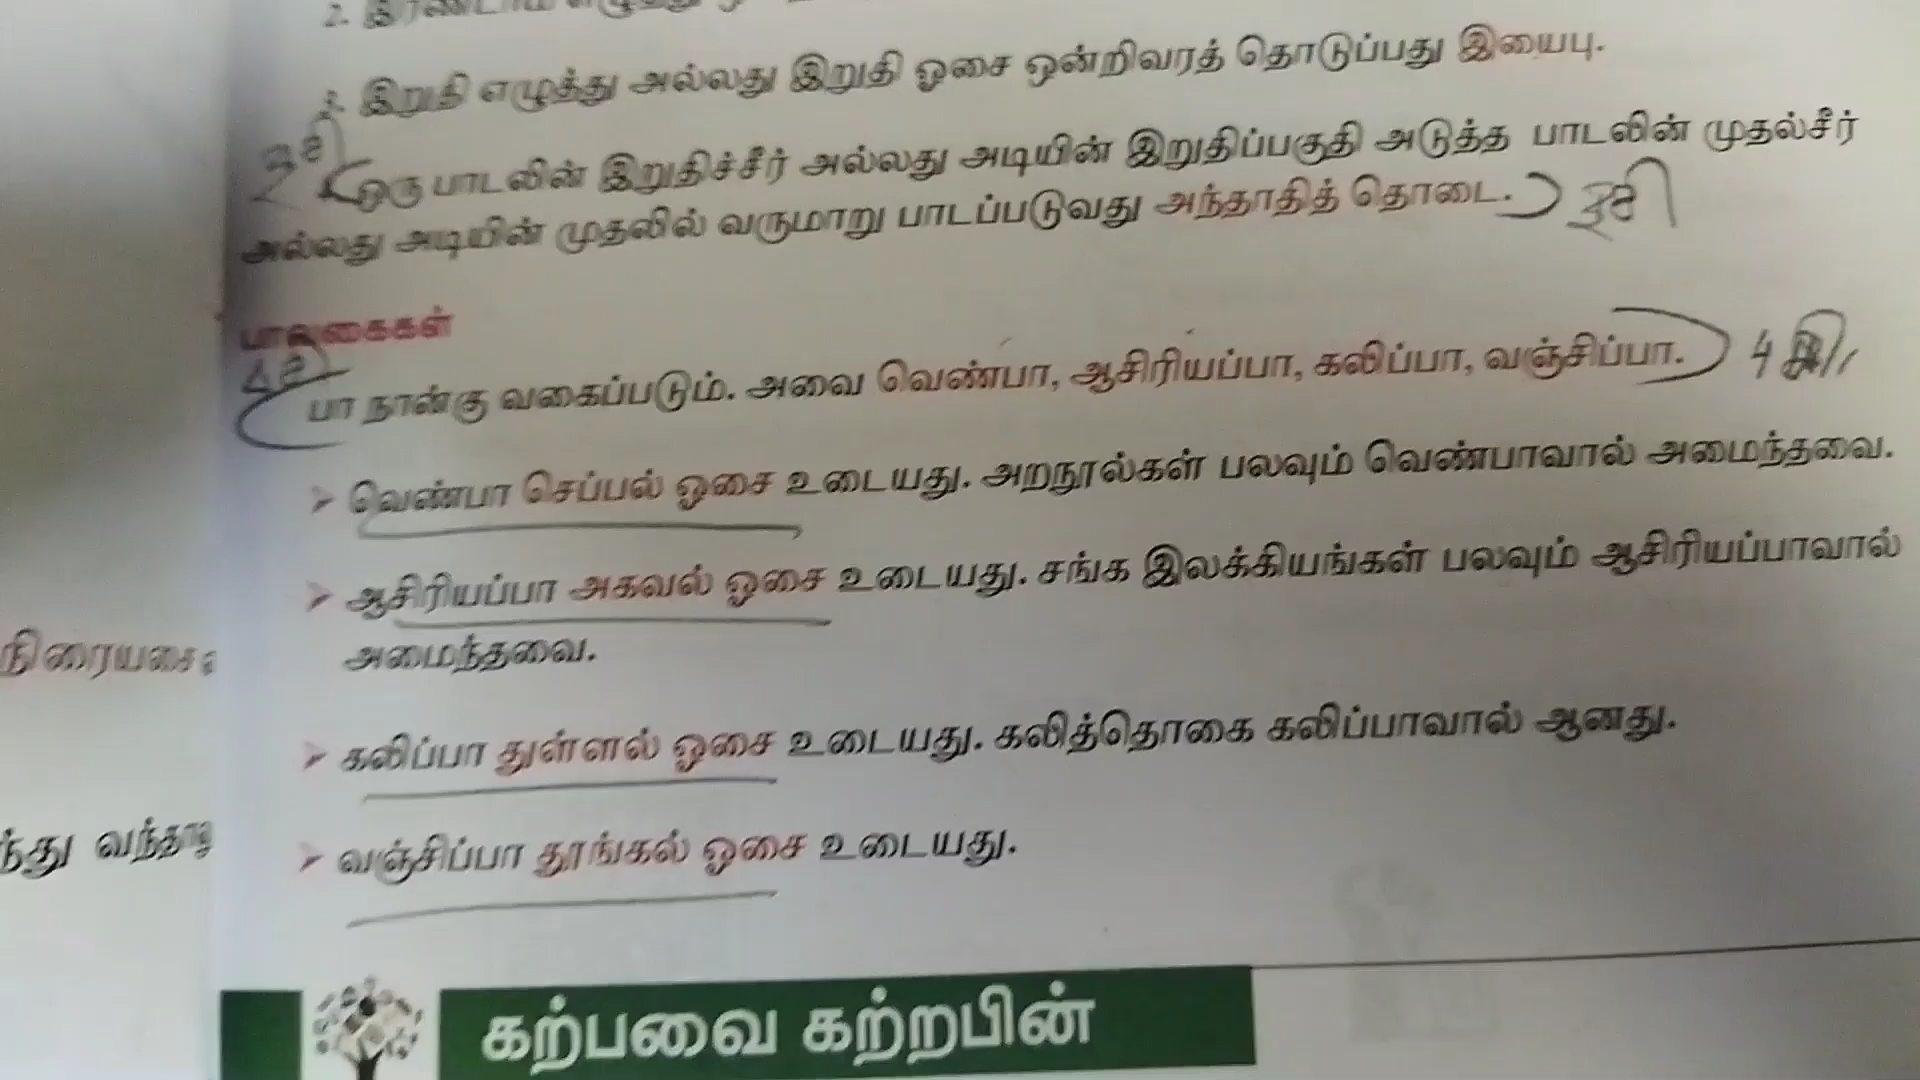 2. இரண்டாம் எழுத்து
3. இறுதி எழுத்து அல்லது இறுதி ஓசை ஒன்றிவரத் தொடுப்பது இயைபு.
ஒரு பாடலின் இறுதிச்சீர் அல்லது அடியின் இறுதிப்பகுதி அடுத்த பாடலின் முதல்சீர்
அல்லது அடியின் முதலில் வருமாறு பாடப்படுவது அந்தாதித் தொடை.
பாவகைகள்
பா நான்கு வகைப்படும். அவை வெண்பா, ஆசிரியப்பா, கலிப்பா, வஞ்சிப்பா.
➤ வெண்பா செப்பல் ஓசை உடையது. அறநூல்கள் பலவும் வெண்பாவால் அமைந்தவை.
➤ ஆசிரியப்பா அகவல் ஓசை உடையது. சங்க இலக்கியங்கள் பலவும் ஆசிரியப்பாவால்
அமைந்தவை.
➤ கலிப்பா துள்ளல் ஓசை உடையது. கலித்தொகை கலிப்பாவால் ஆனது.
➤ வஞ்சிப்பா தூங்கல் ஓசை உடையது.
கற்பவை கற்றபின்